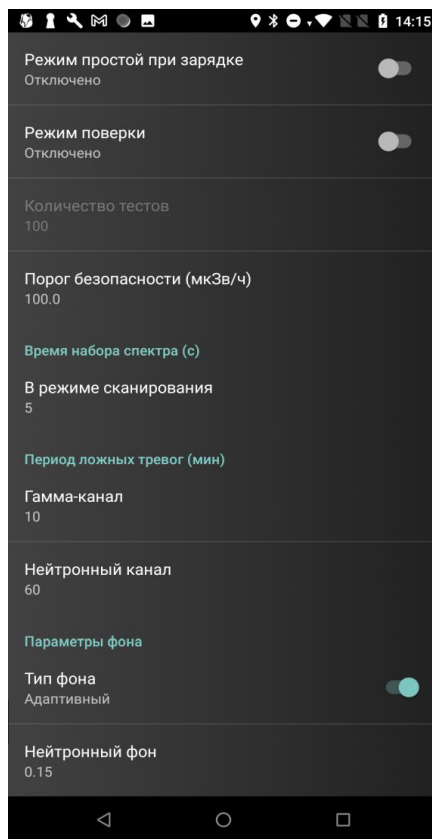 14:15
Режим простой при зарядке
Отключено
Режим поверки
Отключено
Количество тестов
100
Порог безопасности (мкЗв/ч)
100.0
Время набора спектра (с)
В режиме сканирования
5
Период ложных тревог (мин)
Гамма-канал
10
Нейтронный канал
60
Параметры фона
Тип фона
Адаптивный
Нейтронный фон
0.15